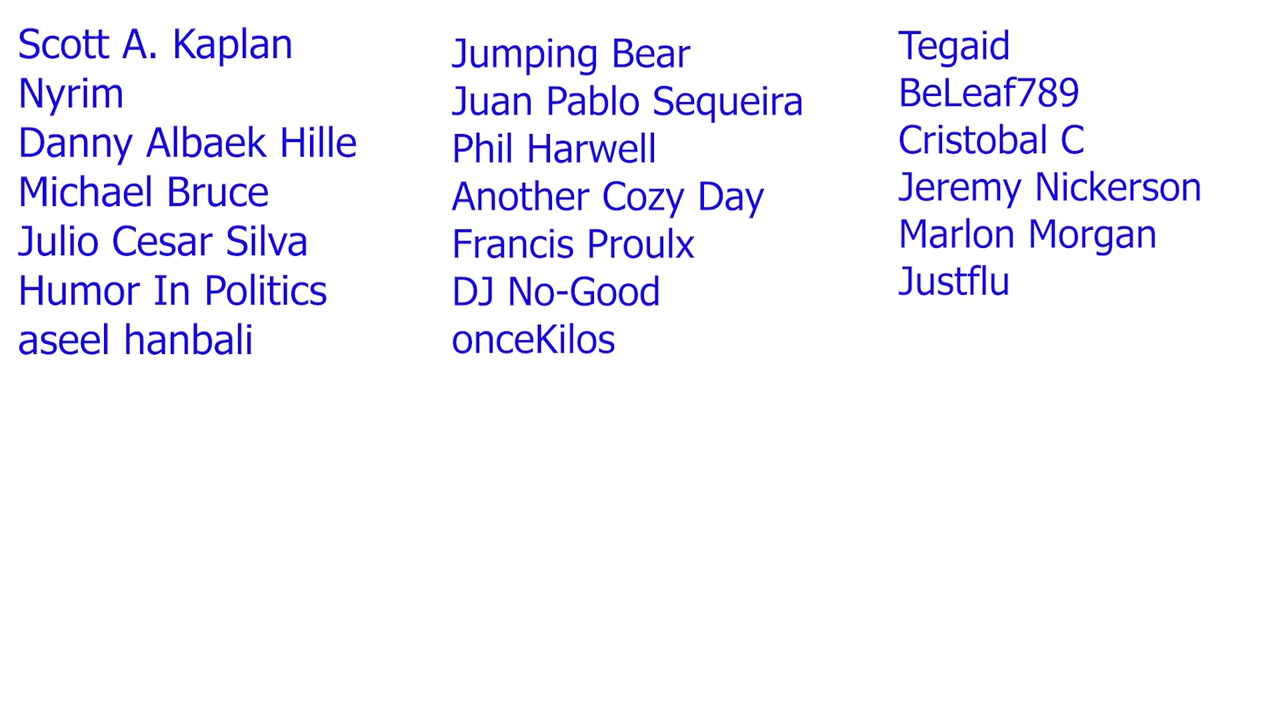 Scott A. Kaplan
Nyrim
Danny Albaek Hille
Michael Bruce
Julio Cesar Silva
Humor In Politics
aseel hanbali
Jumping Bear
Juan Pablo Sequeira
Phil Harwell
Another Cozy Day
Francis Proulx
DJ No-Good
onceKilos
Tegaid
BeLeaf789
Cristobal C
Jeremy Nickerson
Marlon Morgan
Justflu